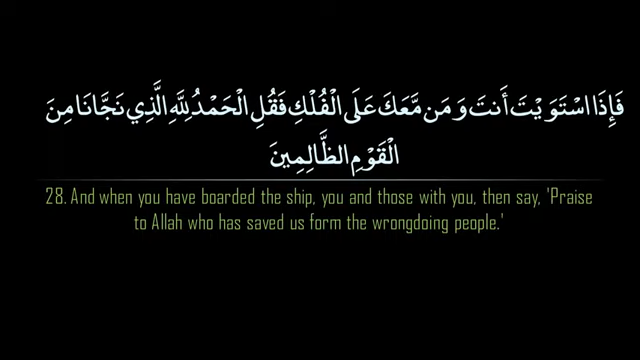 فَإِذَا اسْتَوَيْتَ أَنتَ وَمَن مَّعَكَ عَلَى الْفُلْكِ فَقُلِ الْحَمْدُ لِلَّهِ الَّذِي نَجَّانَا مِنَ
الْقَوْمِ الظَّالِمِينَ
28. And when you have boarded the ship, you and those with you, then say, 'Praise
to Allah who has saved us form the wrongdoing people.'